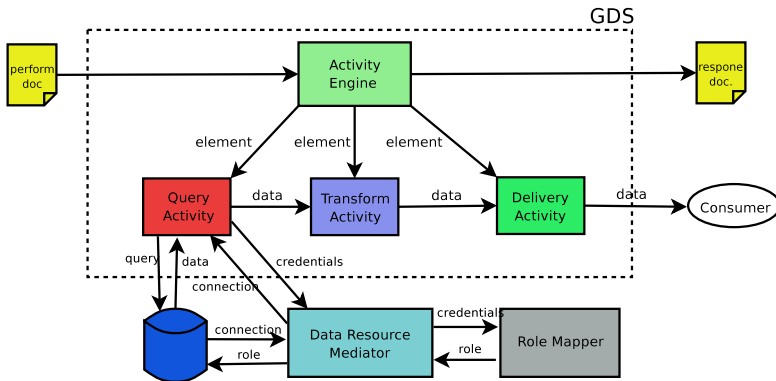 GDS
perform
doc
Activity
Engine
respone
doc.
element
element
element
Query
Activity
data
Transform
Activity
data
Delivery
Activity
data
Consumer
query
data
credentials
connection
connection
role
Data Resource
Mediator
credentials
role
Role Mapper